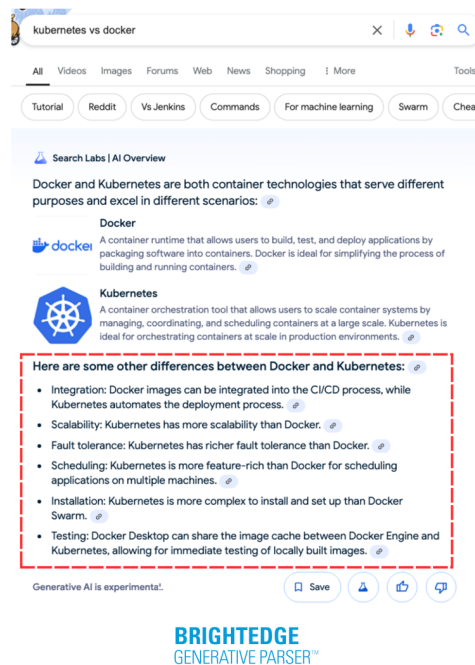 kubernetes vs docker
All Videos Images Forums Web News Shopping More Tools
Tutorial Reddit Vs Jenkins Commands For machine learning Swarm Chea
Search Labs | AI Overview
Docker and Kubernetes are both container technologies that serve different
purposes and excel in different scenarios:
Docker
docker
A container runtime that allows users to build, test, and deploy applications by
packaging software into containers. Docker is ideal for simplifying the process of
building and running containers.
Kubernetes
A container orchestration tool that allows users to scale container systems by
managing, coordinating, and scheduling containers at a large scale. Kubernetes is
ideal for orchestrating containers at scale in production environments.
Here are some other differences between Docker and Kubernetes:
• Integration: Docker images can be integrated into the CI/CD process, while
Kubernetes automates the deployment process.
• Scalability: Kubernetes has more scalability than Docker.
• Fault tolerance: Kubernetes has richer fault tolerance than Docker.
• Scheduling: Kubernetes is more feature-rich than Docker for scheduling
applications on multiple machines.
• Installation: Kubernetes is more complex to install and set up than Docker
Swarm.
• Testing: Docker Desktop can share the image cache between Docker Engine and
Kubernetes, allowing for immediate testing of locally built images.
Generative AI is experimental.
Save
BRIGHTEDGE
GENERATIVE PARSER™